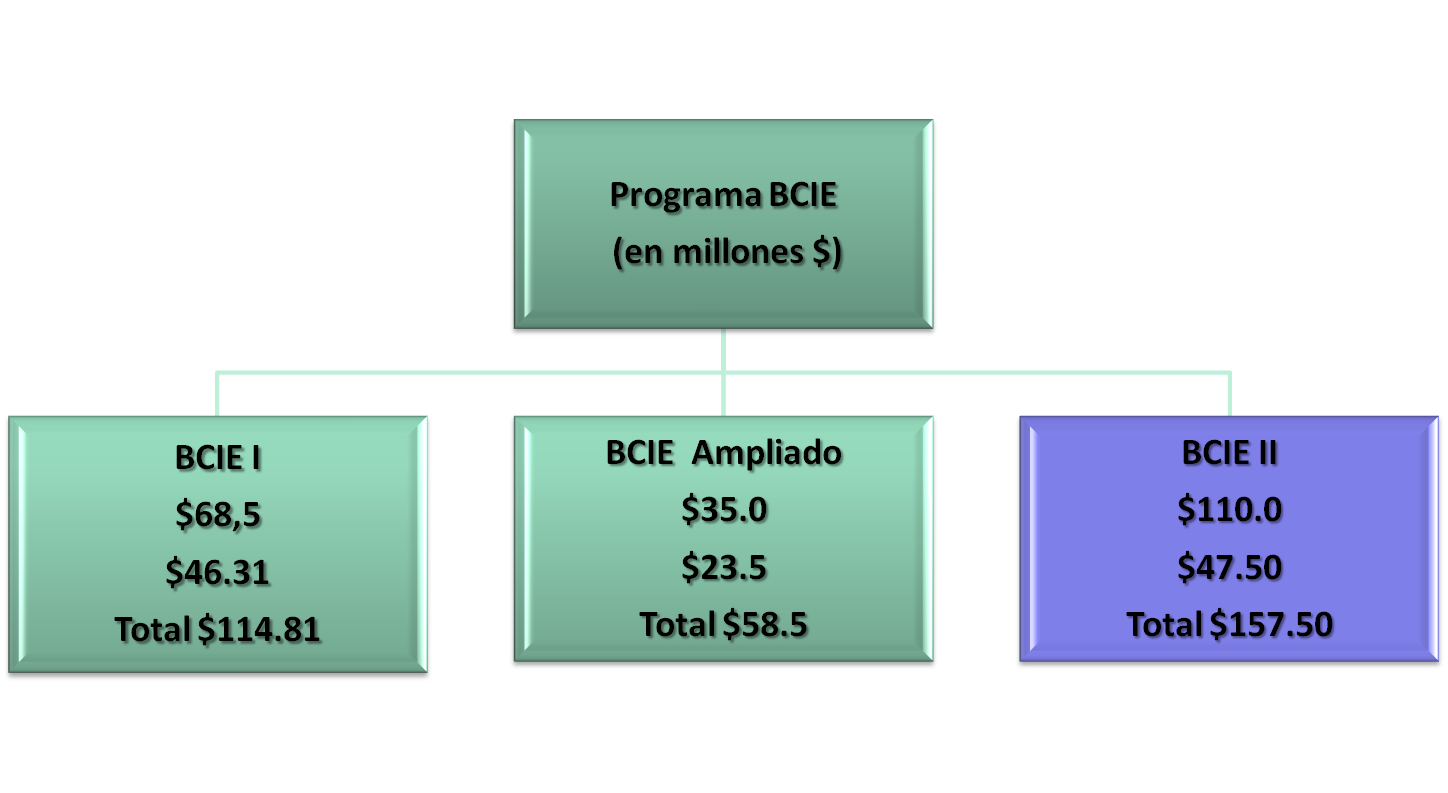 Programa BCIE
(en millones $)
BCIE I
$68,5
$46.31
Total $114.81
BCIE Ampliado
$35.0
$23.5
Total $58.5
BCIE II
$110.0
$47.50
Total $157.50